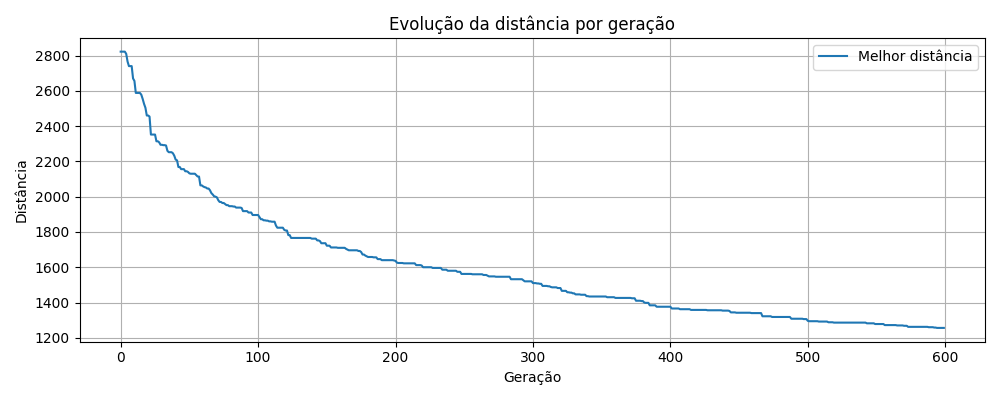 Evolução da distância por geração
Melhor distância
Distância
2800
2600
2400
2200
2000
1800
1600
1400
1200
0 100 200 300 400 500 600
Geração